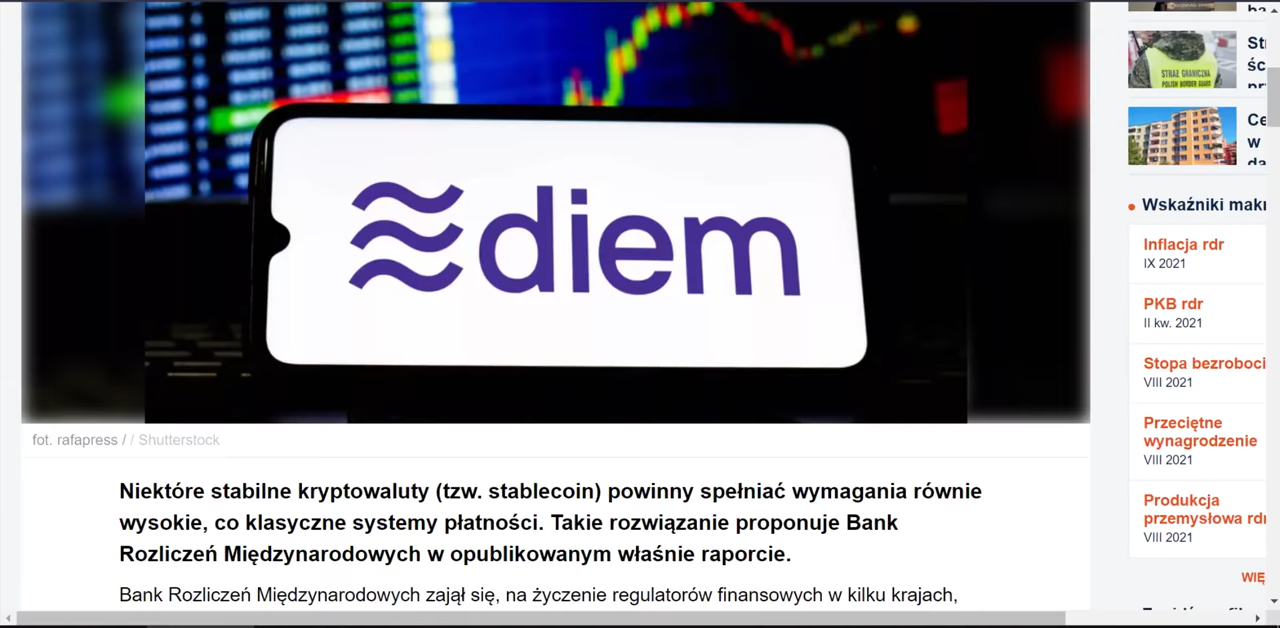 ≋diem
fot. rafapress / / Shutterstock
Niektóre stabilne kryptowaluty (tzw. stablecoin) powinny spełniać wymagania równie
wysokie, co klasyczne systemy płatności. Takie rozwiązanie proponuje Bank
Rozliczeń Międzynarodowych w opublikowanym właśnie raporcie.
Bank Rozliczeń Międzynarodowych zajął się, na życzenie regulatorów finansowych w kilku krajach,
STRAŻ GRANICZNA
POLISH BORDER GUARD
Ce
w
Wskaźniki makr
Inflacja rdr
IX 2021
PKB rdr
II kw. 2021
Stopa bezroboci
VIII 2021
Przeciętne
wynagrodzenie
VIII 2021
Produkcja
przemysłowa rdr
VIII 2021
WIĘ